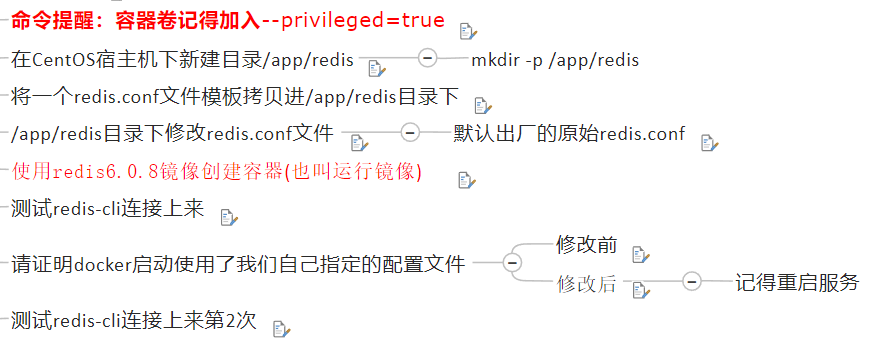 命令提醒：容器卷记得加入--privileged=true
在CentOS宿主机下新建目录/app/redis
mkdir -p /app/redis
将一个redis.conf文件模板拷贝进/app/redis目录下
/app/redis目录下修改redis.conf文件
默认出厂的原始redis.conf
使用redis6.0.8镜像创建容器(也叫运行镜像)
测试redis-cli连接上来
请证明docker启动使用了我们自己指定的配置文件
修改前
修改后
记得重启服务
测试redis-cli连接上来第2次